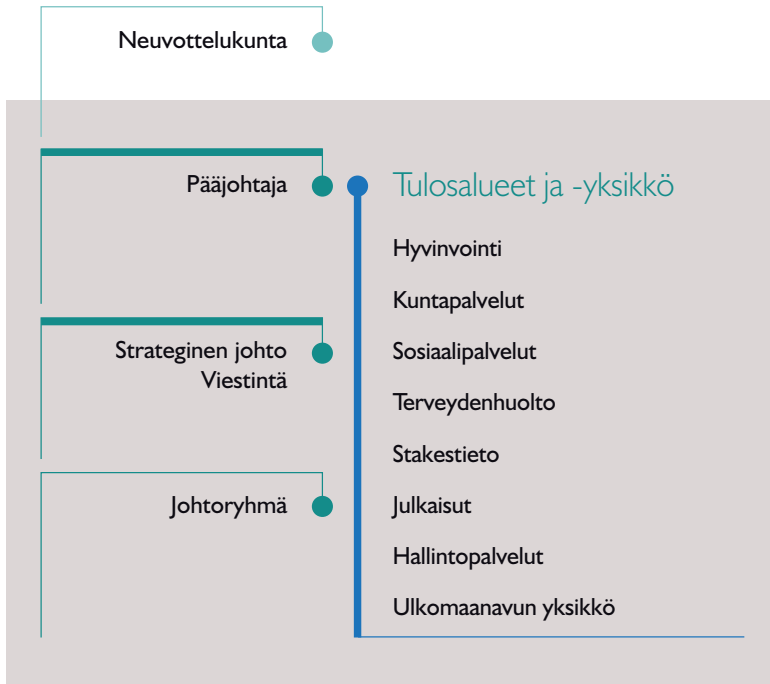 Neuvottelukunta
Pääjohtaja
Strateginen johto
Viestintä
Johtoryhmä
Tulosalueet ja -yksikkö
Hyvinvointi
Kuntapalvelut
Sosiaalipalvelut
Terveydenhuolto
Stakestieto
Julkaisut
Hallintopalvelut
Ulkomaanavun yksikkö